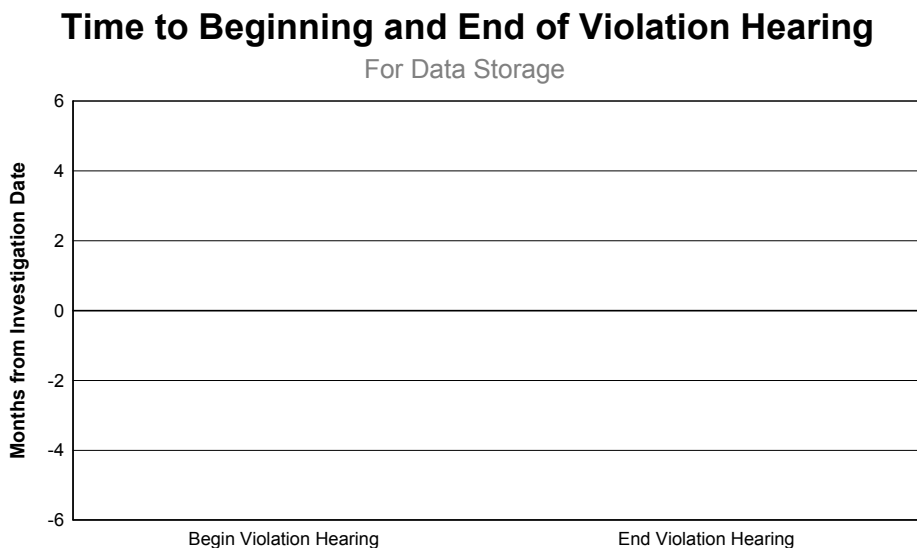 Time to Beginning and End of Violation Hearing
For Data Storage
Months from Investigation Date
6
4
2
0
-2
-4
-6
Begin Violation Hearing
End Violation Hearing